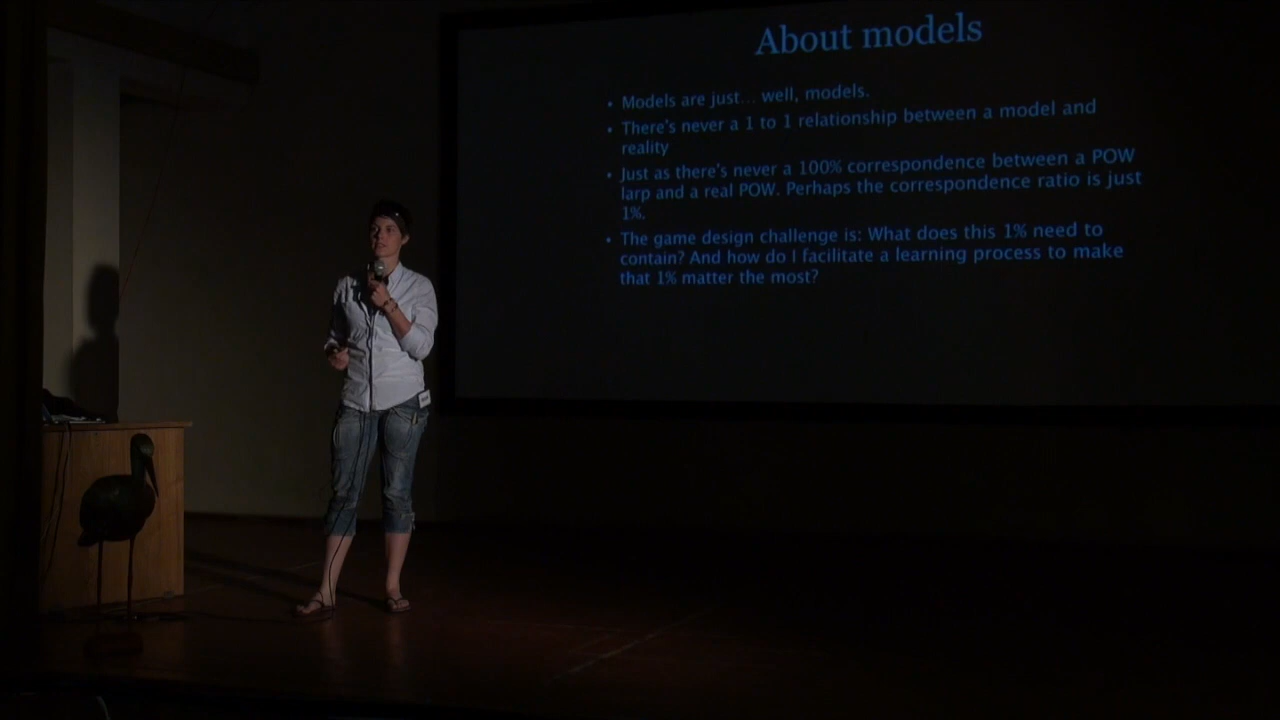 About models
• Models are just... well, models.
• There's never a 1 to 1 relationship between a model and
reality
• Just as there's never a 100% correspondence between a POW
larp and a real POW. Perhaps the correspondence ratio is just
1%.
• The game design challenge is: What does this 1% need to
contain? And how do I facilitate a learning process to make
that 1% matter the most?